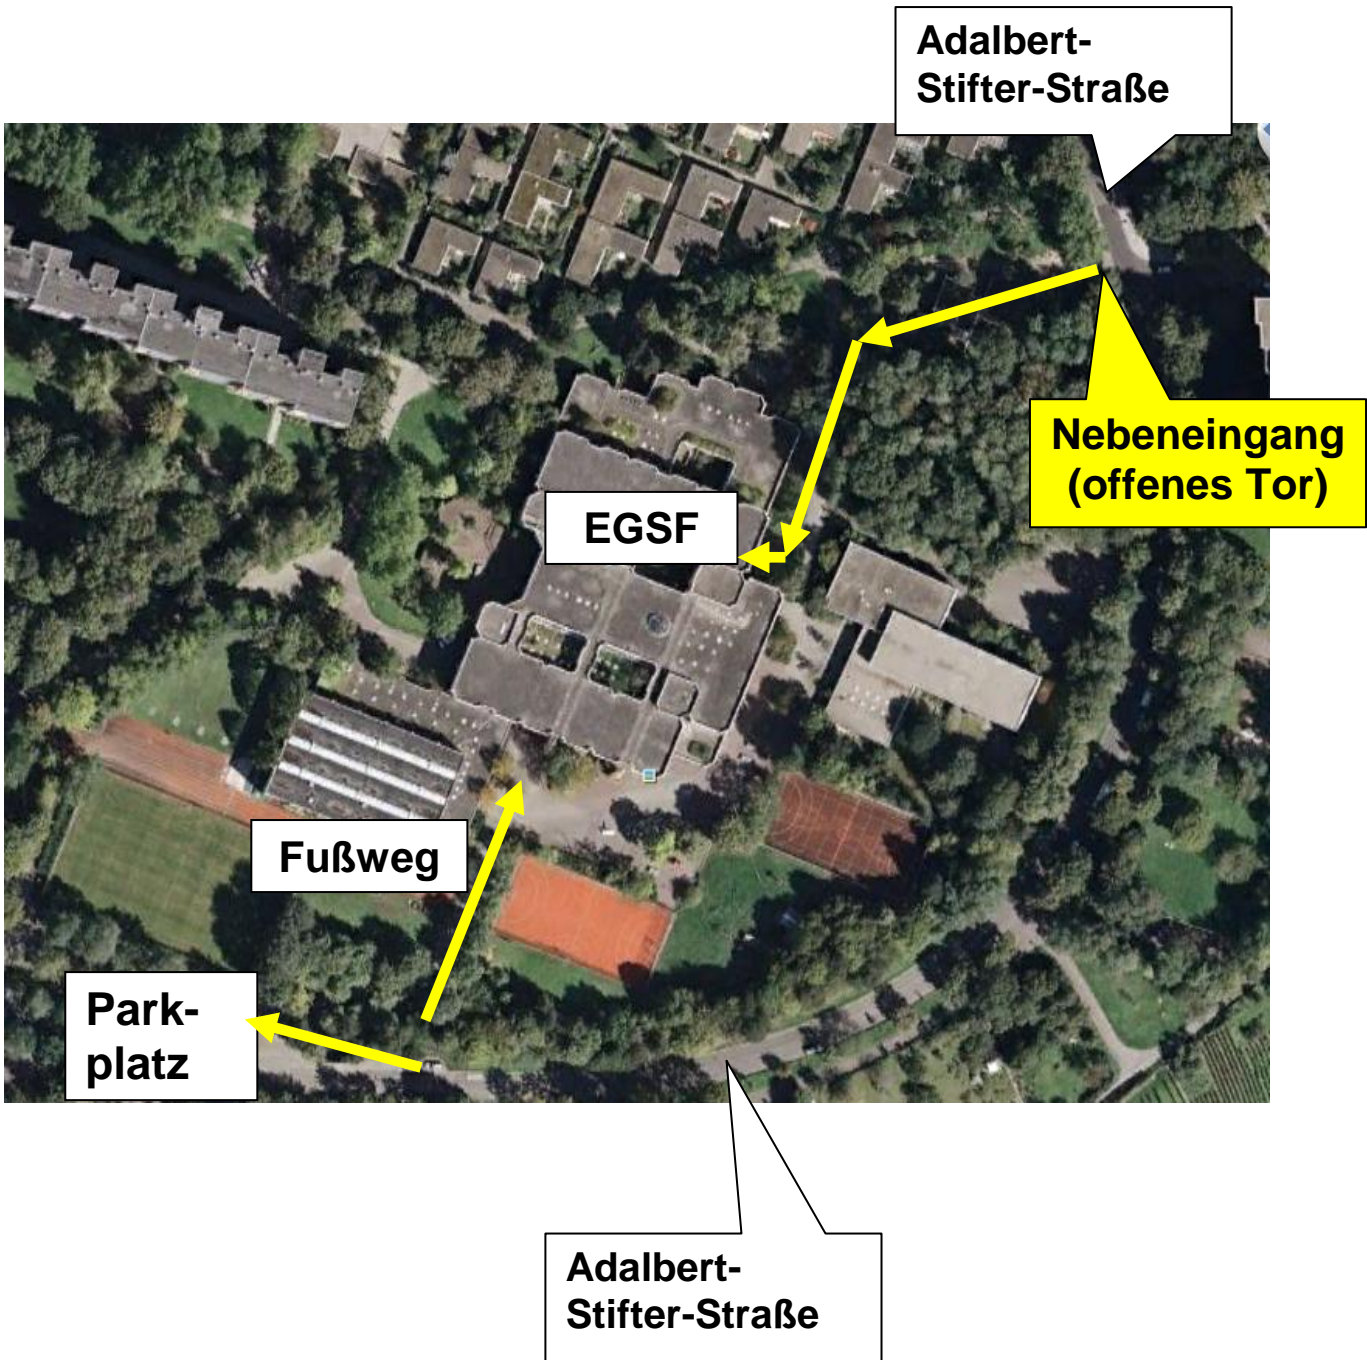 Adalbert-
Stifter-Straße
Nebeneingang
(offenes Tor)
EGSF
Fußweg
Park-
platz
Adalbert-
Stifter-Straße